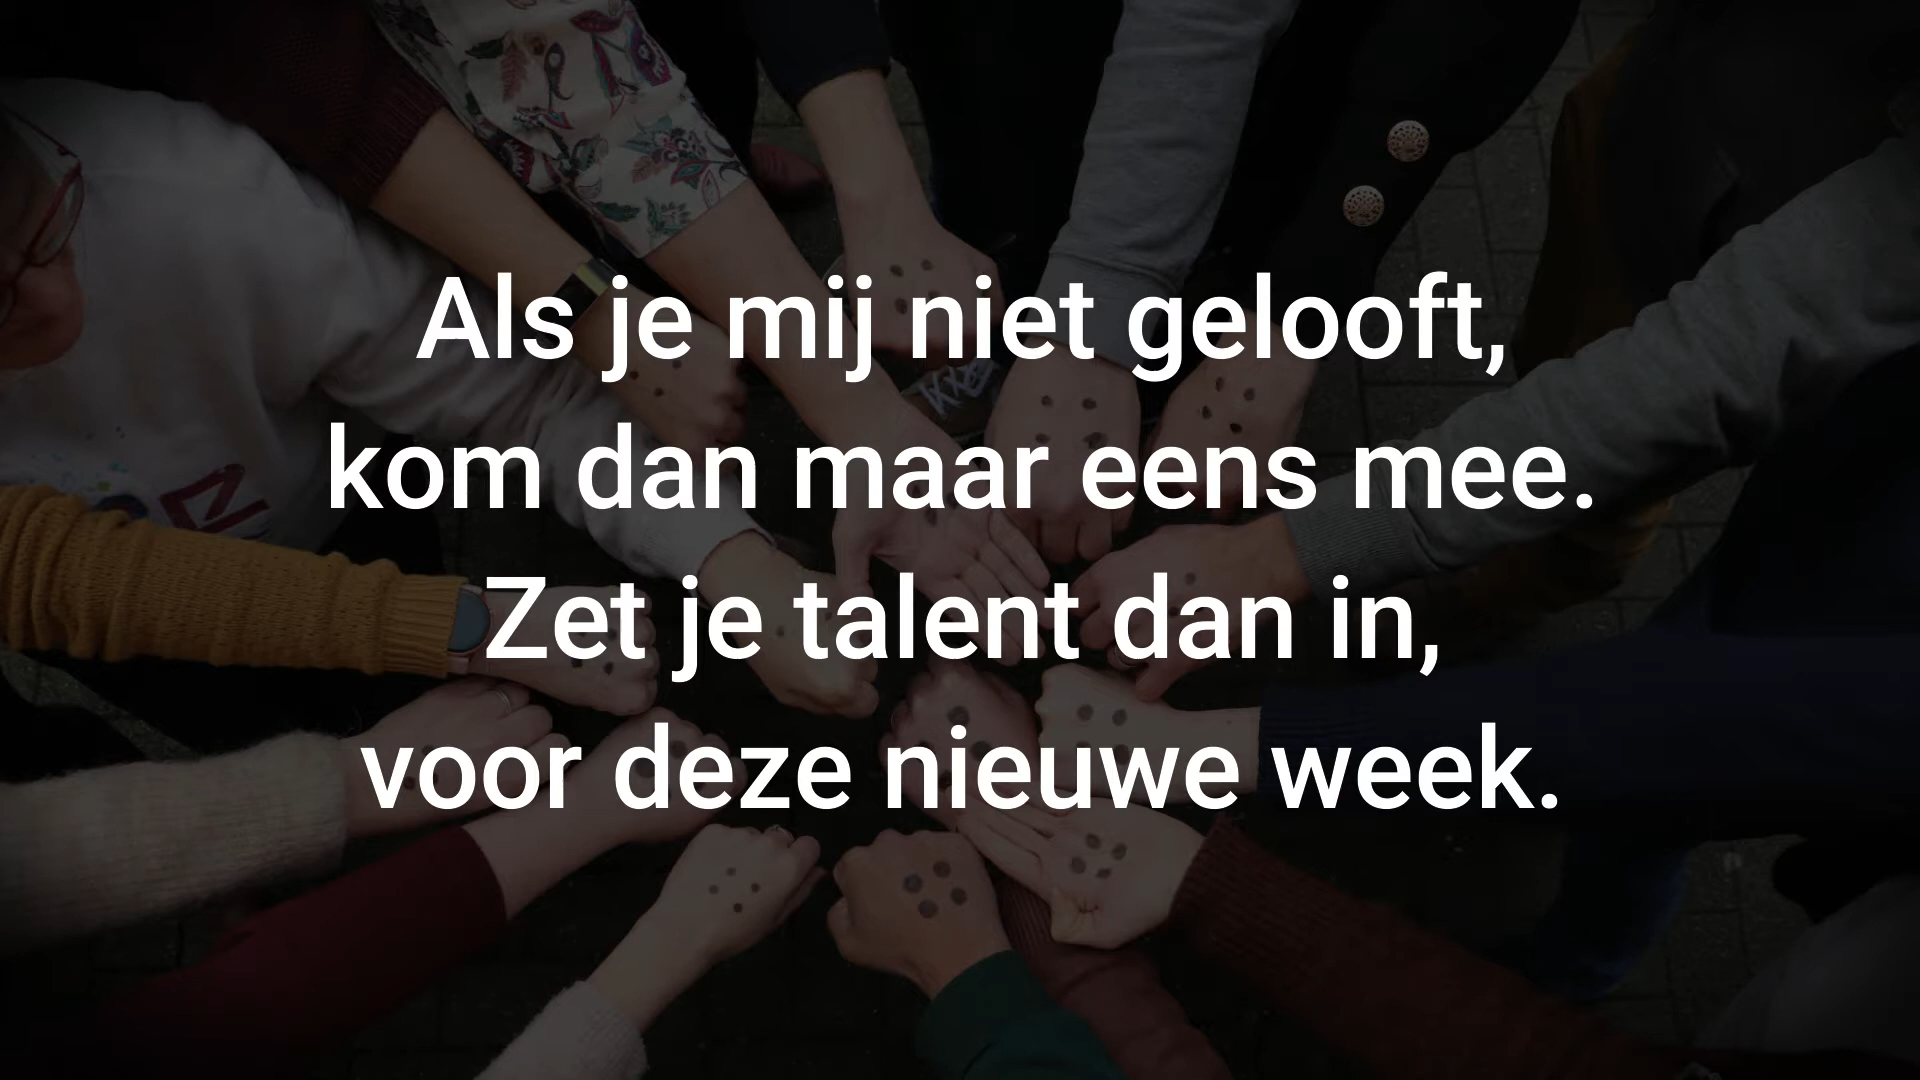 Als je mij niet gelooft,
kom dan maar eens mee.
Zet je talent dan in,
voor deze nieuwe week.